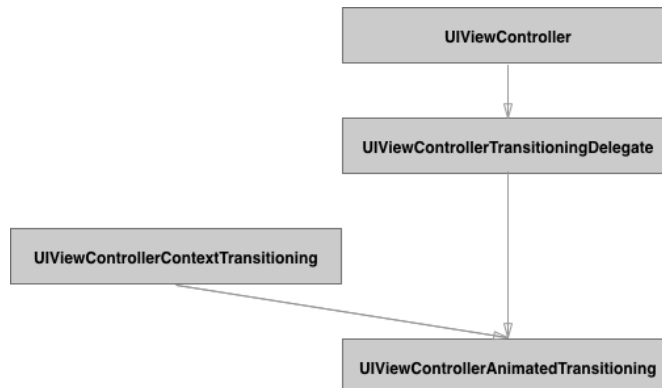 UIViewController
UIViewControllerTransitioningDelegate
UIViewControllerContextTransitioning
UIViewControllerAnimatedTransitioning